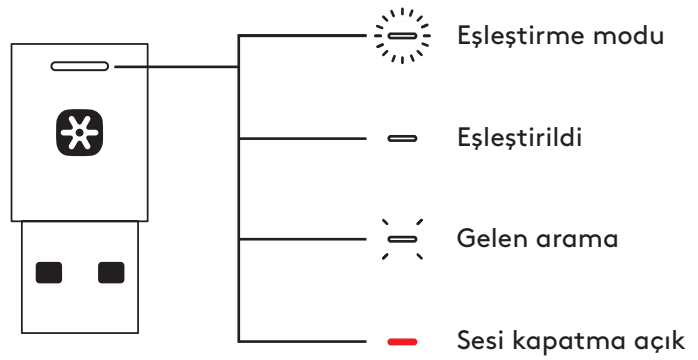 Eşleştirme modu
Eşleştirildi
Gelen arama
Sesi kapatma açık